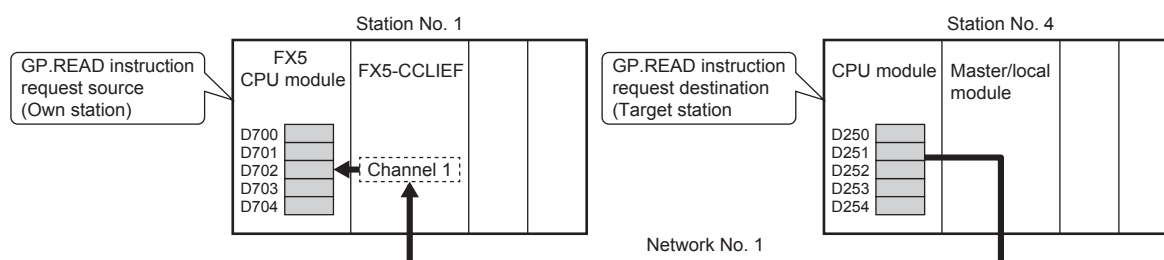 Station No. 1
Station No. 4
GP.READ instruction
request source
(Own station)
FX5
CPU module
FX5-CCLIEF
D700
D701
D702
D703
D704
Channel 1
GP.READ instruction
request destination
(Target station
CPU module
Master/local
module
D250
D251
D252
D253
D254
Network No. 1